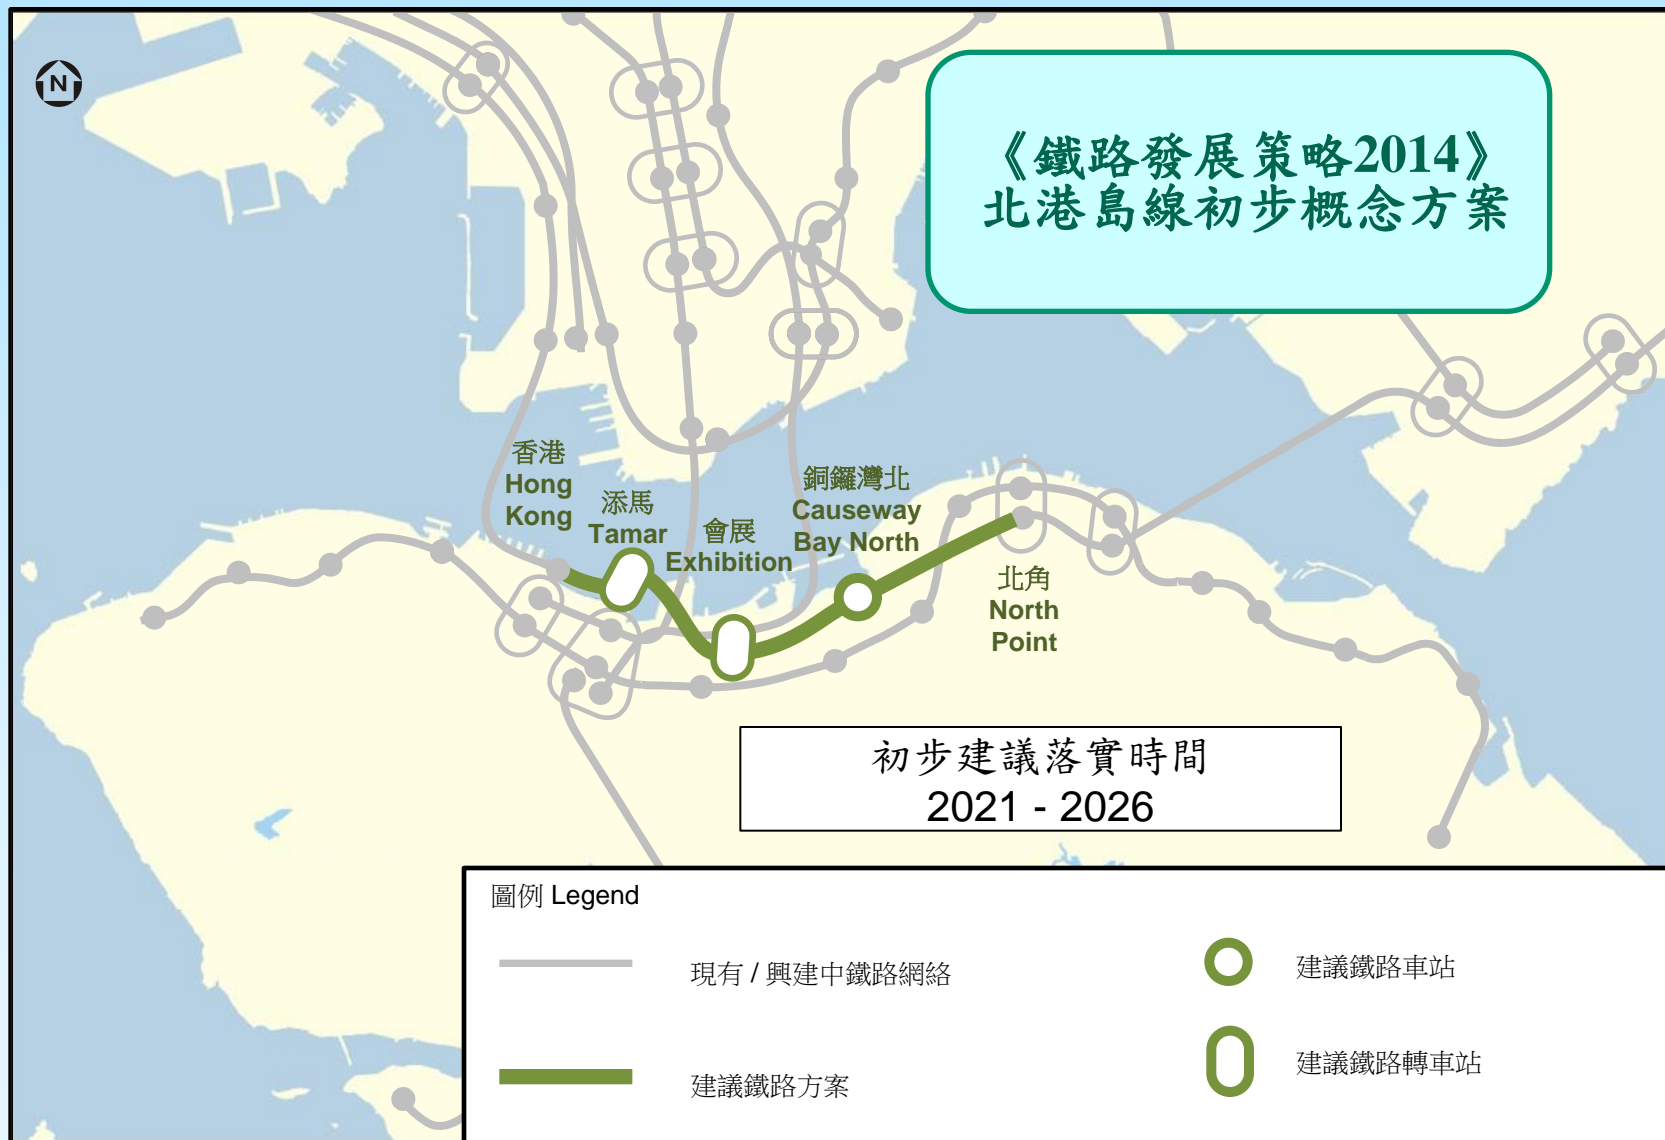 N
《鐵路發展策略2014》
北港島線初步概念方案
香港
Hong
Kong
添馬
Tamar
會展
Exhibition
銅鑼灣北
Causeway
Bay North
北角
North
Point
初步建議落實時間
2021 - 2026
圖例 Legend
現有 / 興建中鐵路網絡
建議鐵路車站
建議鐵路方案
建議鐵路轉車站